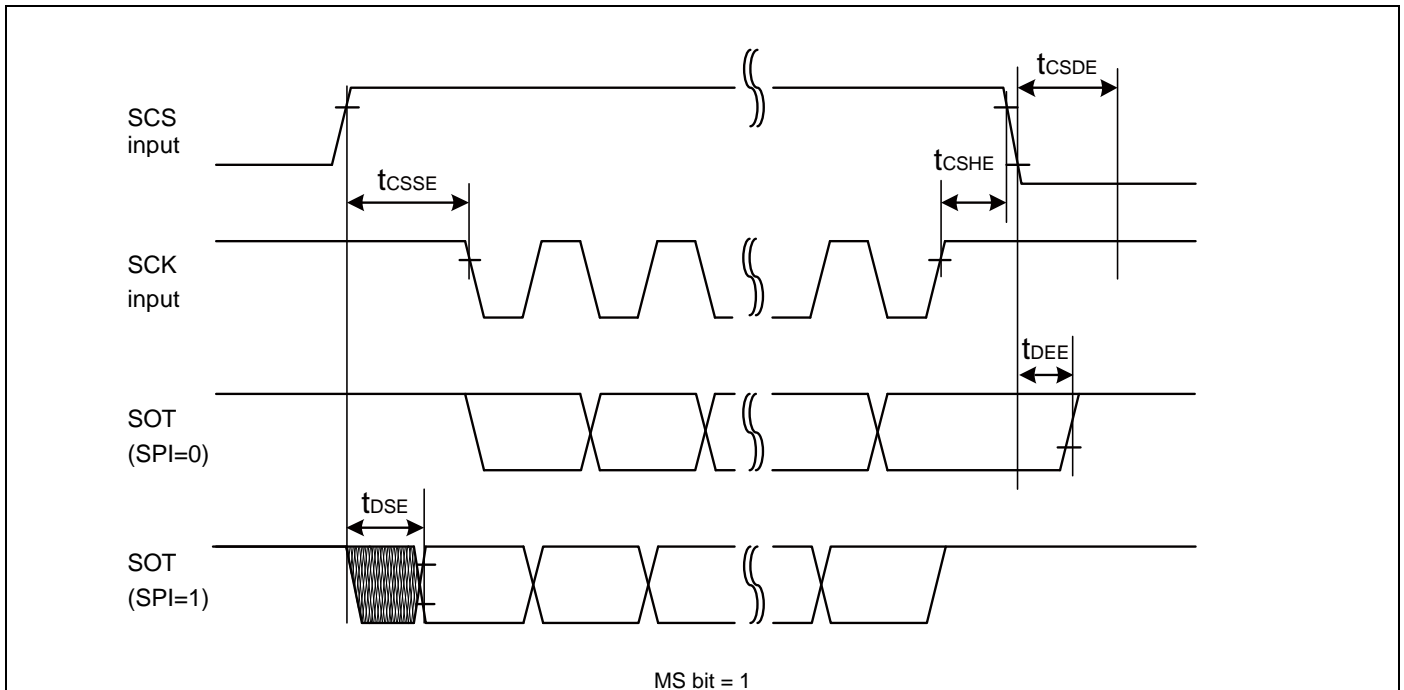 tCSDE
SCS
input
tCSHE
tCSSE
SCK
input
tDEE
SOT
(SPI=0)
tDSE
SOT
(SPI=1)
MS bit = 1